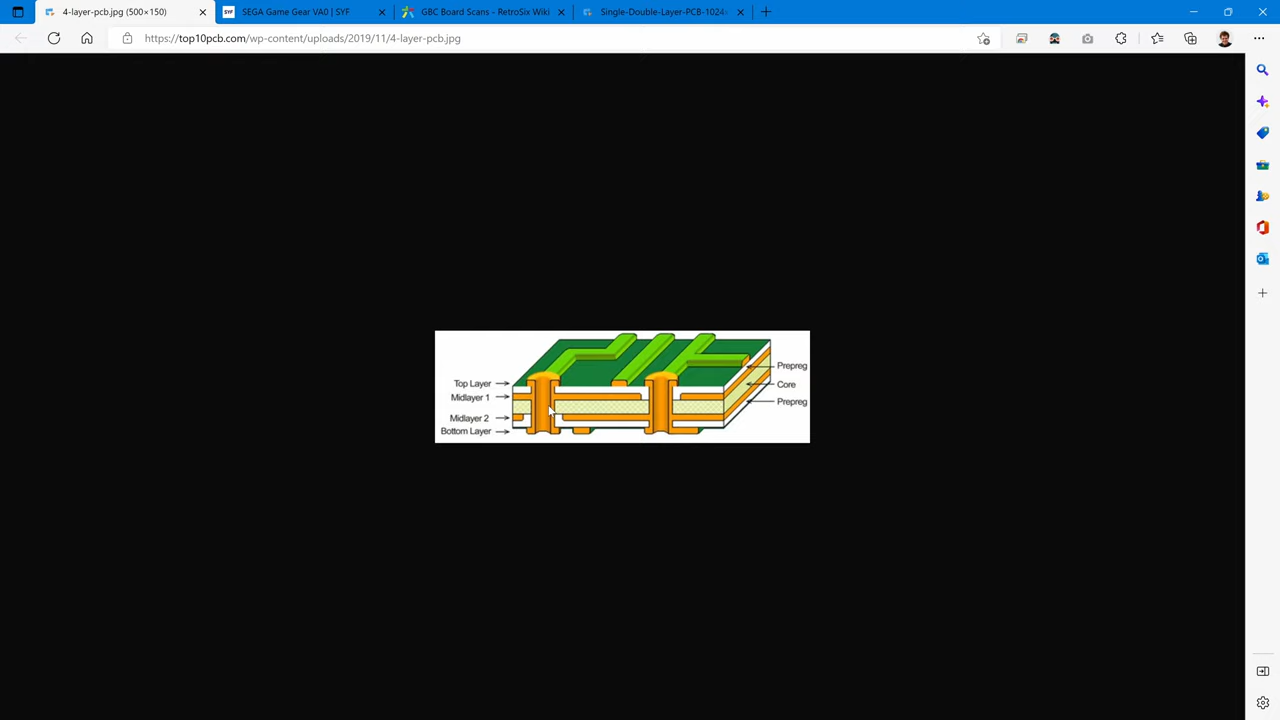 4-layer-pcb.jpg (500×150)
SYF SEGA Game Gear VA0 | SYF
GBC Board Scans - RetroSix Wiki
Single-Double-Layer-PCB-1024
https://top10pcb.com/wp-content/uploads/2019/11/4-layer-pcb.jpg
Prepreg
Top Layer
Core
Midlayer 1
Prepreg
Midlayer 2
Bottom Layer